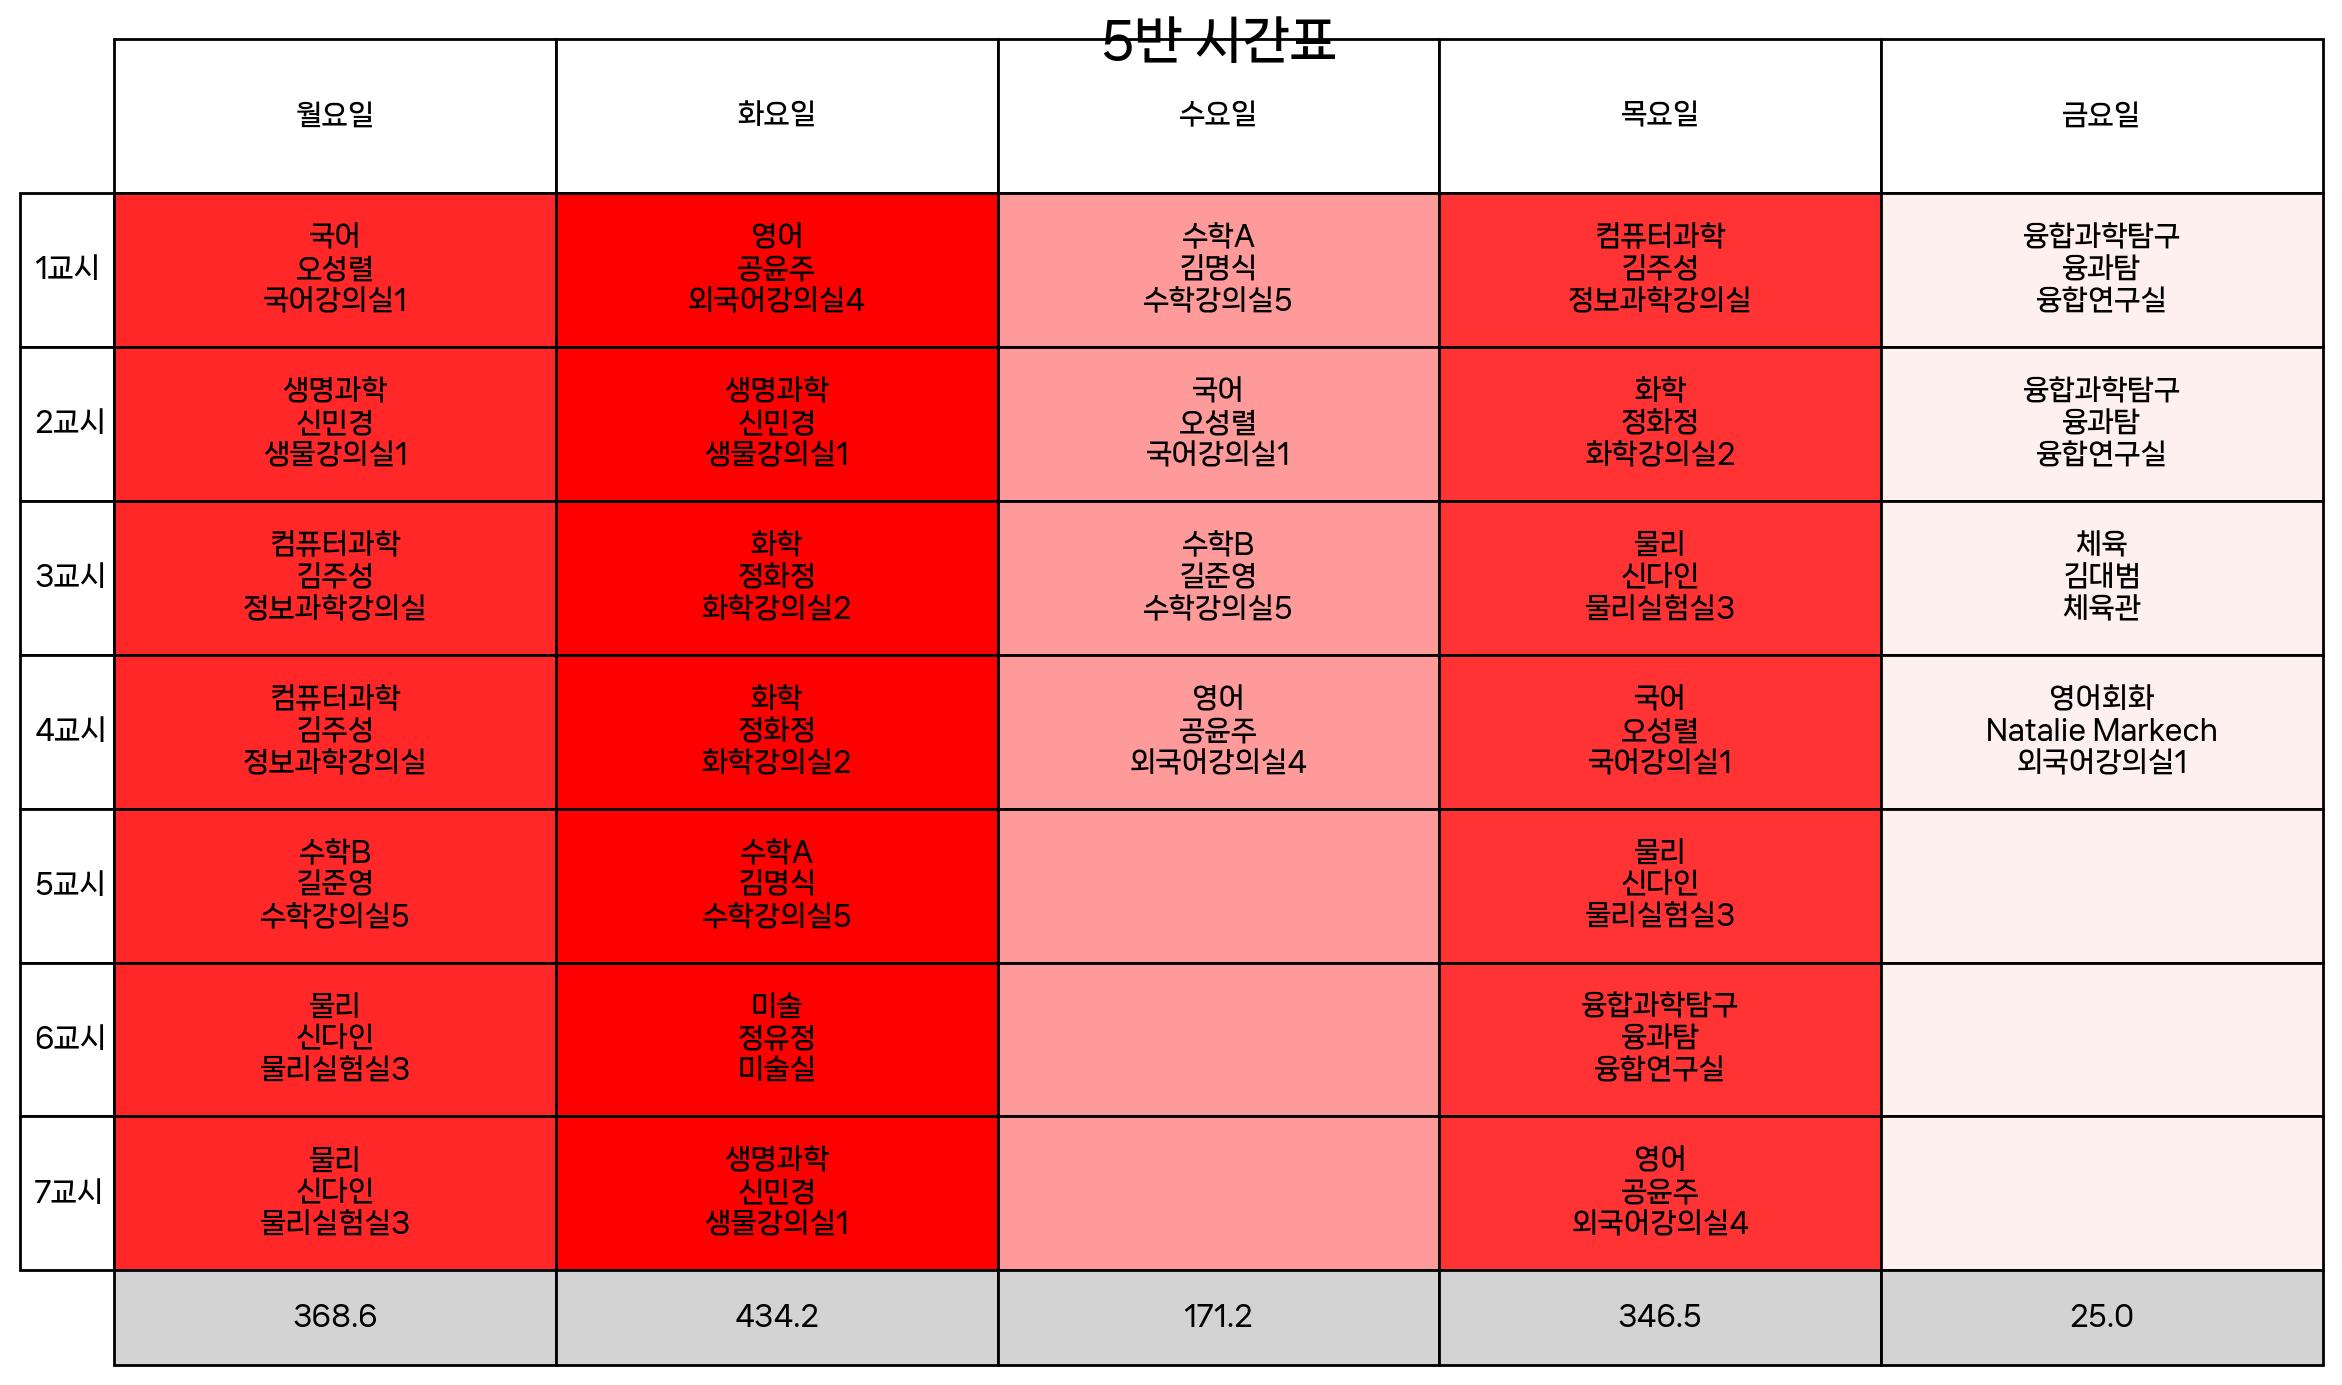 5반 시간표
월요일 화요일 수요일 목요일 금요일
1교시
국어
오성렬
국어강의실1
영어
공윤주
외국어강의실4
수학A
김명식
수학강의실5
컴퓨터과학
김주성
정보과학강의실
융합과학탐구
융과탐
융합연구실
2교시
생명과학
신민경
생물강의실1
생명과학
신민경
생물강의실1
국어
오성렬
국어강의실1
화학
정화정
화학강의실2
융합과학탐구
융과탐
융합연구실
3교시
컴퓨터과학
김주성
정보과학강의실
화학
정화정
화학강의실2
수학B
길준영
수학강의실5
물리
신다인
물리실험실3
체육
김대범
체육관
4교시
컴퓨터과학
김주성
정보과학강의실
화학
정화정
화학강의실2
영어
공윤주
외국어강의실4
국어
오성렬
국어강의실1
영어회화
Natalie Markech
외국어강의실1
5교시
수학B
길준영
수학강의실5
수학A
김명식
수학강의실5
물리
신다인
물리실험실3
6교시
물리
신다인
물리실험실3
미술
정유정
미술실
융합과학탐구
융과탐
융합연구실
7교시
물리
신다인
물리실험실3
생명과학
신민경
생물강의실1
영어
공윤주
외국어강의실4
368.6 434.2 171.2 346.5 25.0